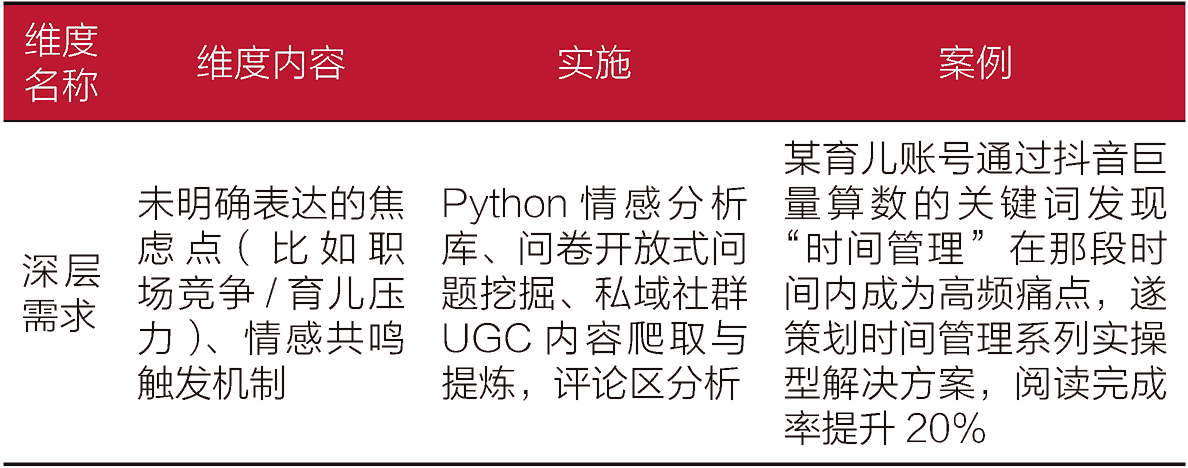 维度
名称
维度内容
实施
案例
深层
需求
未明确表达的焦
虑点（比如职
场竞争/育儿压
力）、情感共鸣
触发机制
Python 情感分析
库、问卷开放式问
题挖掘、私域社群
UGC 内容爬取与
提炼，评论区分析
某育儿账号通过抖音巨
量算数的关键词发现
“时间管理”在那段时
间内成为高频痛点，遂
策划时间管理系列实操
型解决方案，阅读完成
率提升 20%